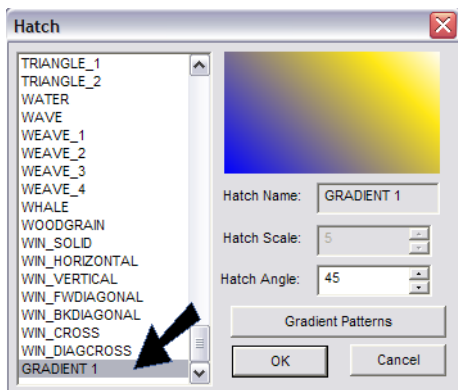 Hatch
TRIANGLE_1
TRIANGLE_2
WATER
WAVE
WEAVE_1
WEAVE_2
WEAVE_3
WEAVE_4
WHALE
WOODGRAIN
WIN_SOLID
WIN_HORIZONTAL
WIN_VERTICAL
WIN_FWDIAGONAL
WIN_BKDIAGONAL
WIN_CROSS
WIN_DIAGCROSS
GRADIENT 1
Hatch Name: GRADIENT 1
Hatch Scale: 5
Hatch Angle: 45
Gradient Patterns
OK Cancel